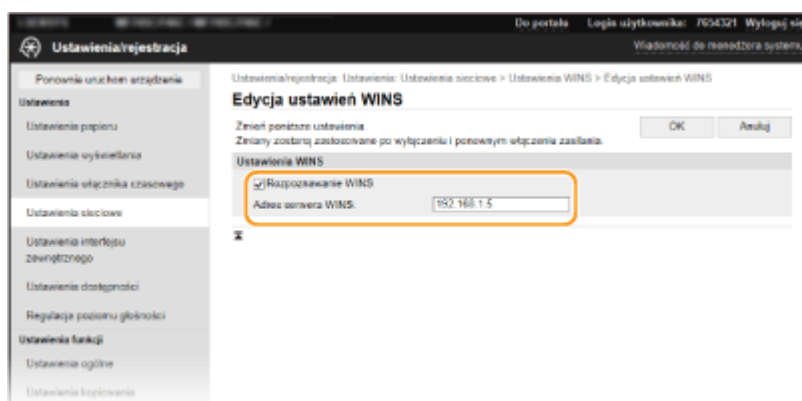 Do portalu Login użytkownika: 7654321 Wyloguj się
Ustawienia/rejestracja Wiadomość do menedżera systemu
Ponownie uruchom urządzenie
Ustawienia
Ustawienia papieru
Ustawienia wyświetlania
Ustawienia włącznika czasowego
Ustawienia sieciowe
Ustawienia interfejsu
zewnętrznego
Ustawienia dostępności
Regulacja poziomu głośności
Ustawienia funkcji
Ustawienia ogólne
Ustawienia kopiowania
Ustawienia/rejestracja: Ustawienia: Ustawienia sieciowe > Ustawienia WINS > Edycja ustawień WINS
Edycja ustawień WINS
Zmień poniższe ustawienia.
Zmiany zostaną zastosowane po wyłączeniu i ponownym włączeniu zasilania.
OK Anuluj
Ustawienia WINS
Rozpoznawanie WINS
Adres serwera WINS: 192.168.1.5